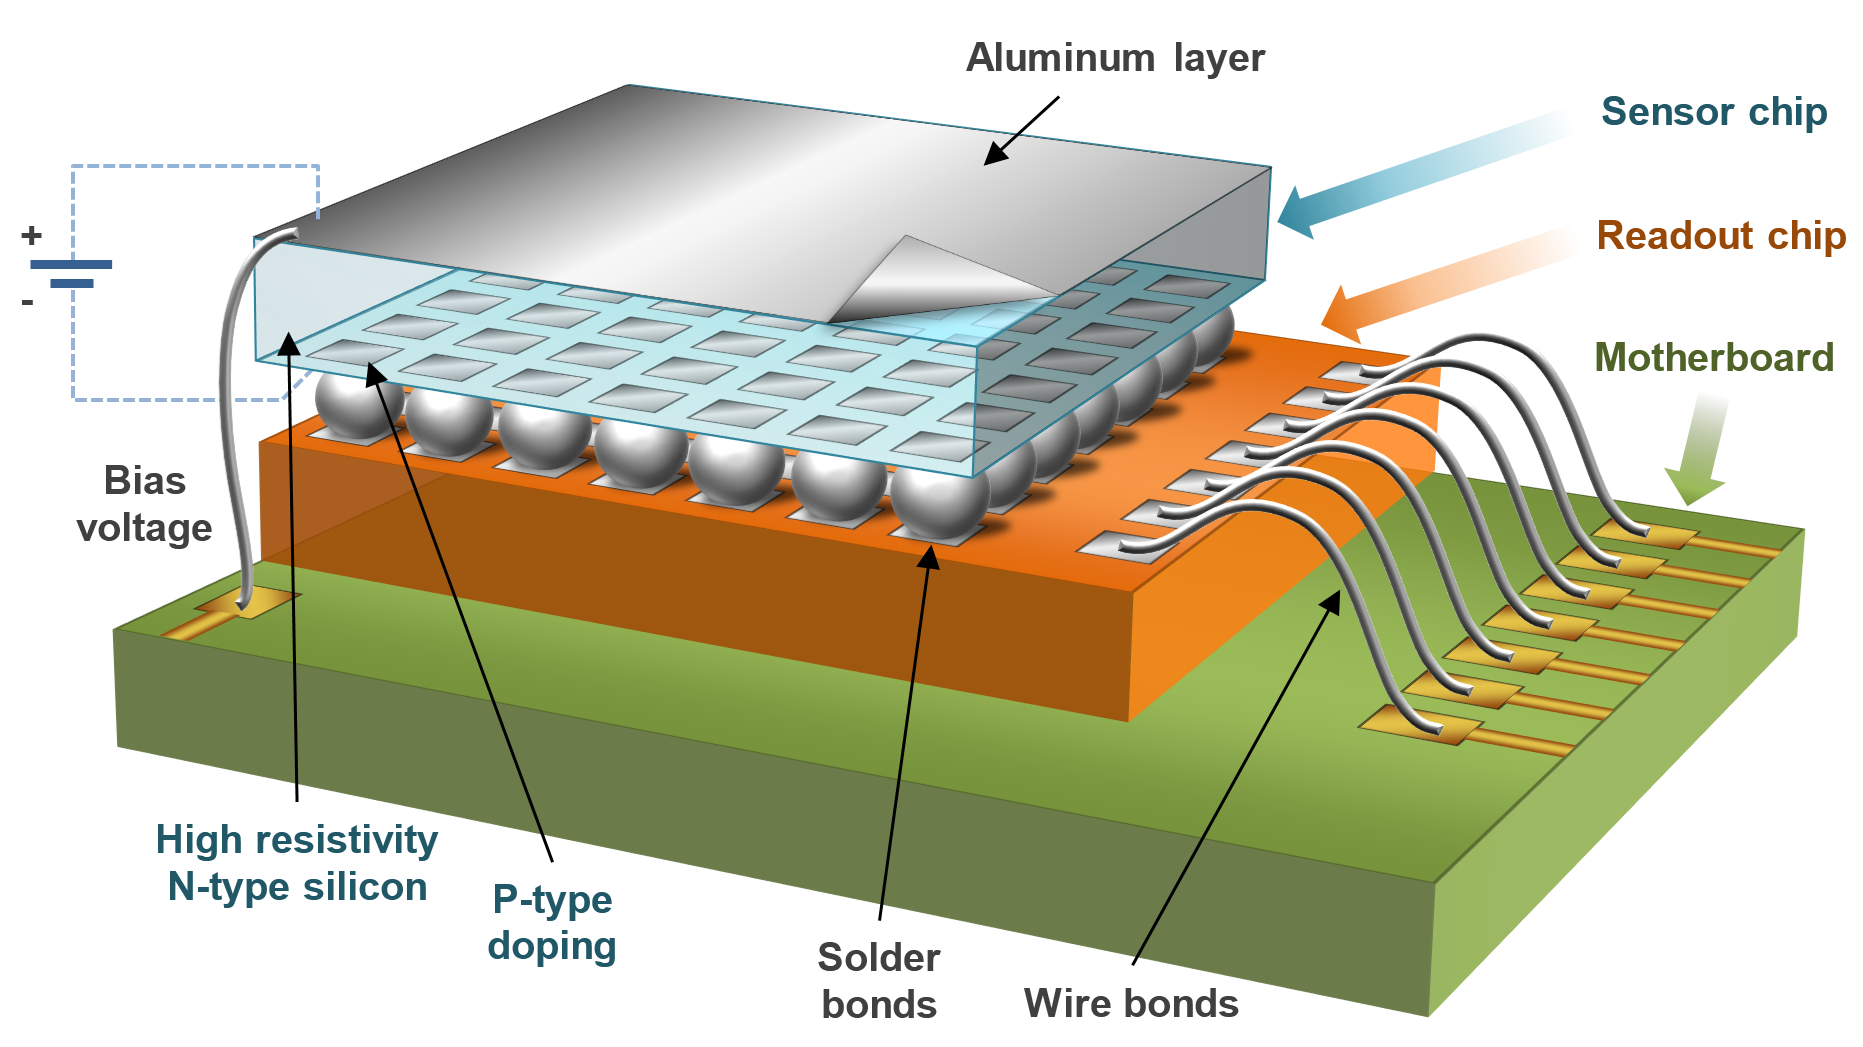 Aluminum layer
Sensor chip
Readout chip
Motherboard
+
-
Bias
voltage
High resistivity
N-type silicon
P-type
doping
Solder
bonds
Wire bonds